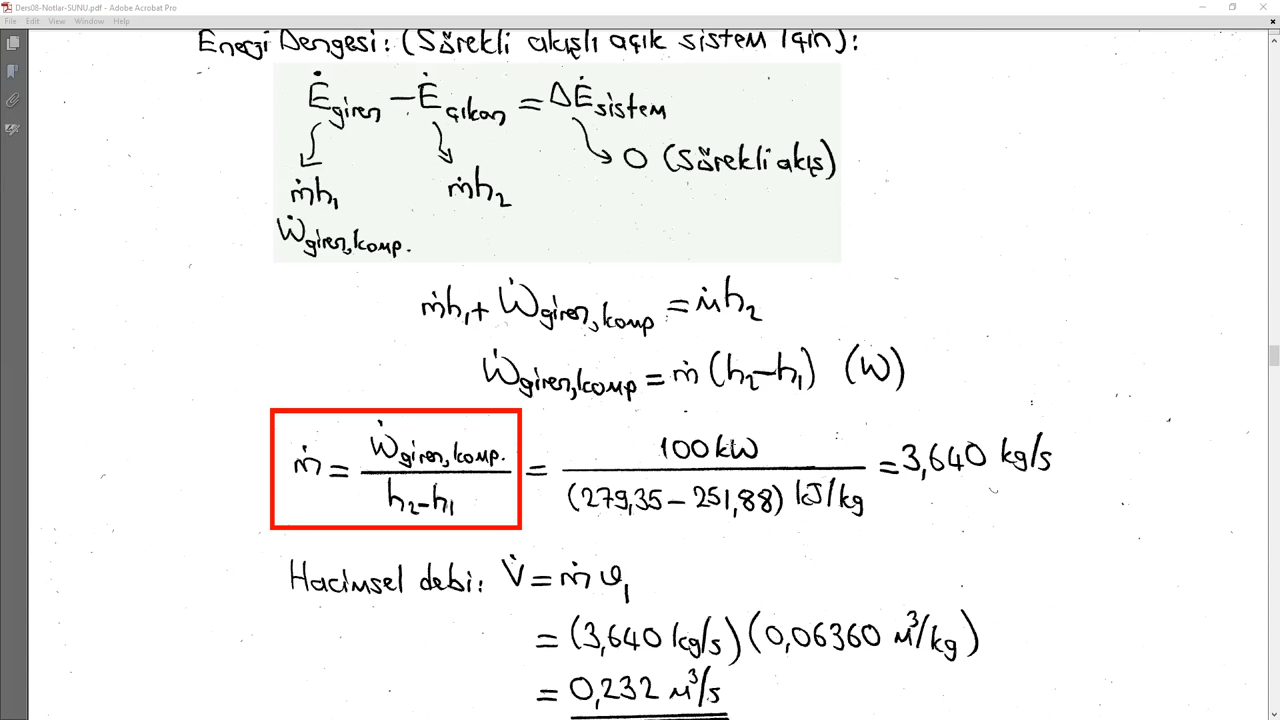 Ders08-Notlar-SUNU.pdf - Adobe Acrobat Pro
File Edit View Window Help
Enerji Dengesi: (Sürekli akışlı açık sistem için):
Ė giren − Ė çıkan = ΔĖ sistem
0 (Sürekli akış)
ṁh₁ ṁh₂
Ẇ giren,komp.
ṁh₁ + Ẇ giren,komp = ṁh₂
Ẇ giren,komp = ṁ (h₂−h₁) (W)
ṁ = Ẇ giren,komp. / h₂−h₁ = 100 kW / (279,35 − 251,88) kJ/kg = 3,640 kg/s
Hacimsel debi: V̇ = ṁ υ₁
= (3,640 kg/s) (0,06360 m³/kg)
= 0,232 m³/s